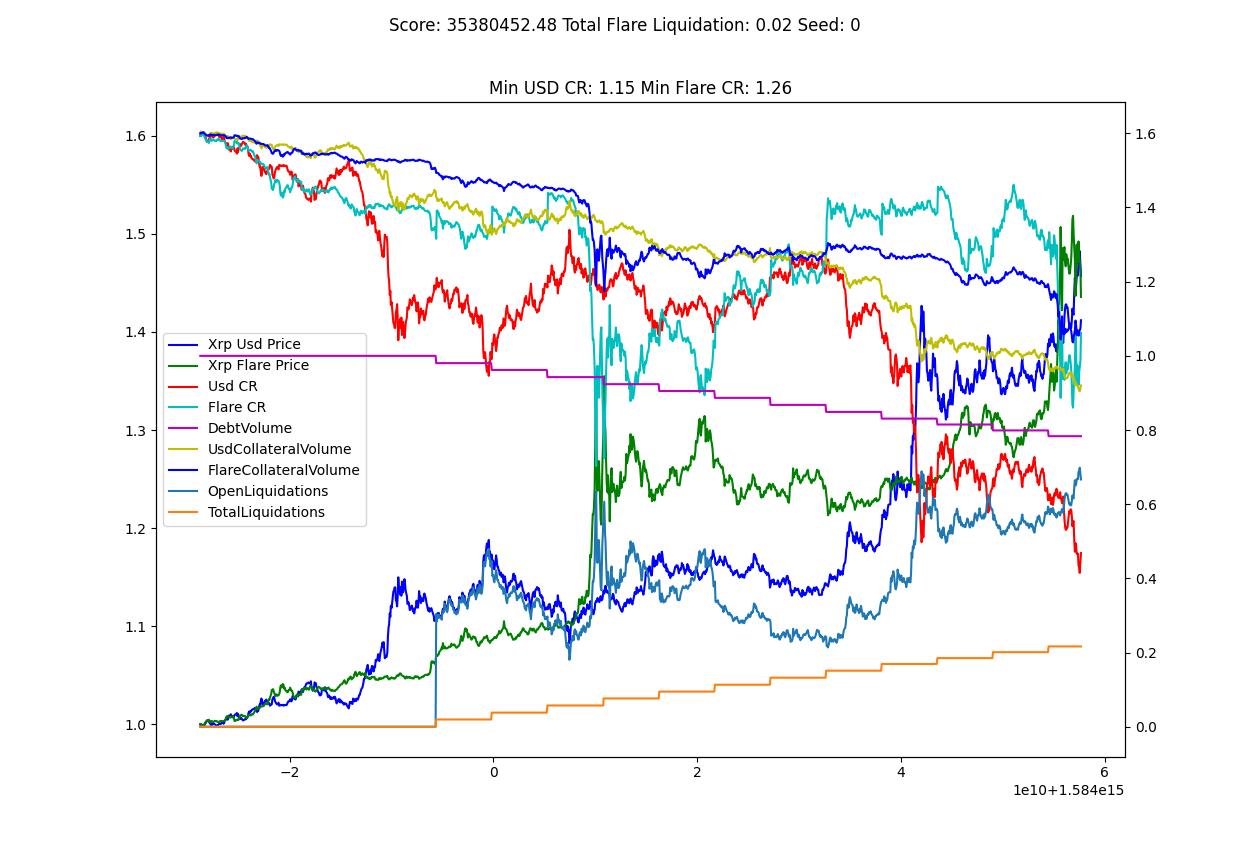 Score: 35380452.48 Total Flare Liquidation: 0.02 Seed: 0
Min USD CR: 1.15 Min Flare CR: 1.26
1.6
1.5
1.4
1.3
1.2
1.1
1.0
1.6
1.4
1.2
1.0
0.8
0.6
0.4
0.2
0.0
Xrp Usd Price
Xrp Flare Price
Usd CR
Flare CR
DebtVolume
UsdCollateralVolume
FlareCollateralVolume
OpenLiquidations
TotalLiquidations
−2 0 2 4 6
1e10+1.584e15